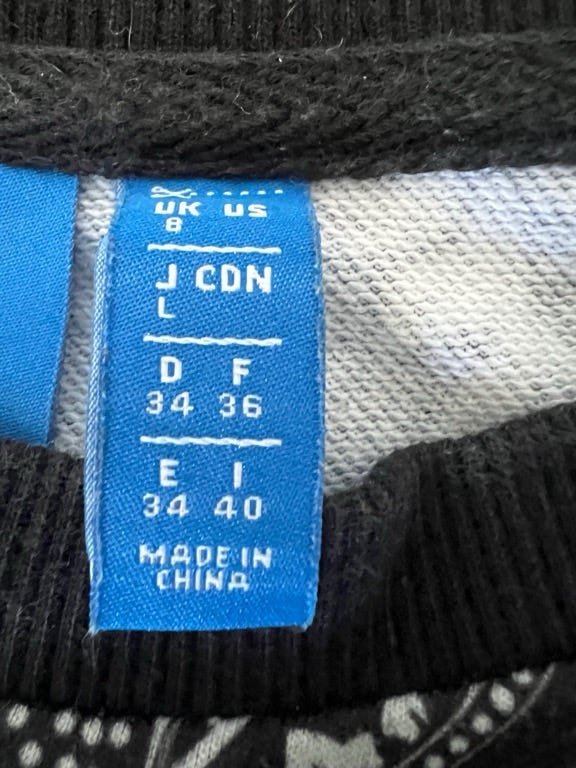 UK US
8
J CDN
L
D F
34 36
E I
34 40
MADE IN
CHINA